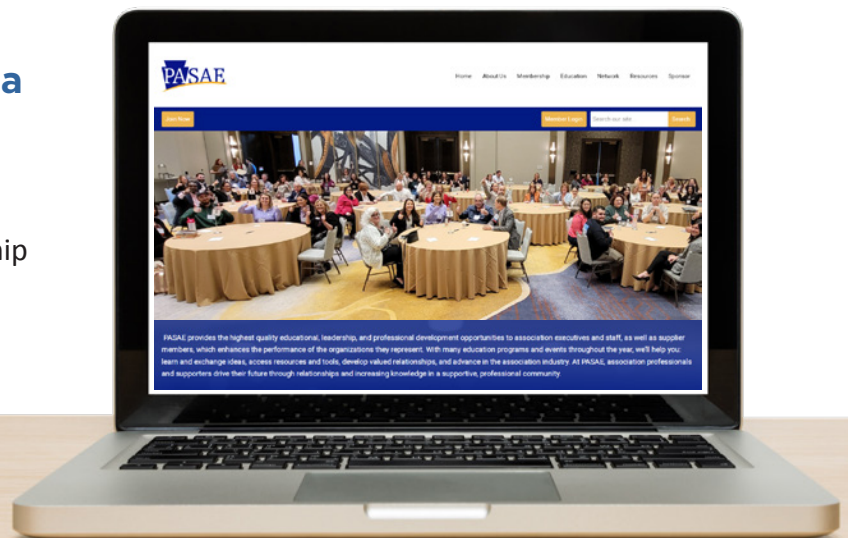 a
hip
PASAE
Home About Us Membership Education Network Resources Sponsor
Join Now
Member Login Search our site... Search
PASAE provides the highest quality educational, leadership, and professional development opportunities to association executives and staff, as well as supplier
members, which enhances the performance of the organizations they represent. With many education programs and events throughout the year, we'll help you:
learn and exchange ideas, access resources and tools, develop valued relationships, and advance in the association industry. At PASAE, association professionals
and supporters drive their future through relationships and increasing knowledge in a supportive, professional community.